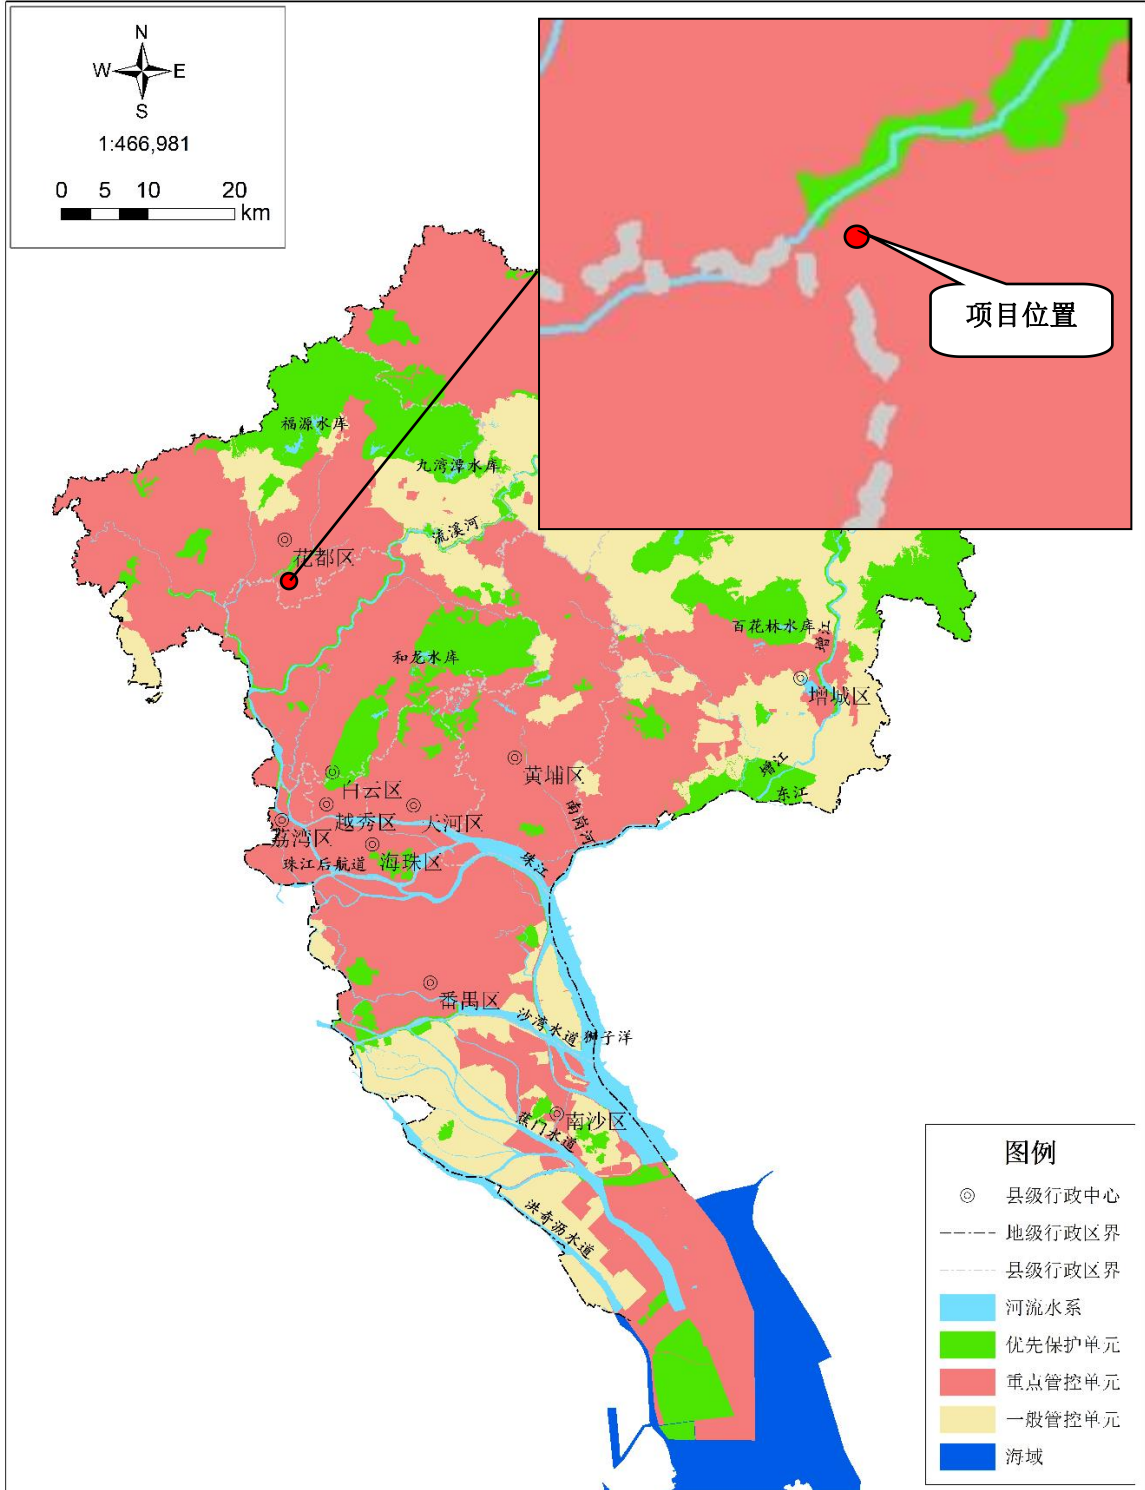 N
W E
S
1:466,981
0 5 10 20
km
项目位置
福源水库
九湾潭水库
流溪河
花都区
和龙水库
百花林水库
增江
增城区
黄埔区
增江
东江
白云区
越秀区
天河区
荔湾区
海珠区
南岗河
珠江后航道
珠江
番禺区
沙湾水道
狮子洋
南沙区
蕉门水道
洪奇沥水道
图例
县级行政中心
地级行政区界
县级行政区界
河流水系
优先保护单元
重点管控单元
一般管控单元
海域